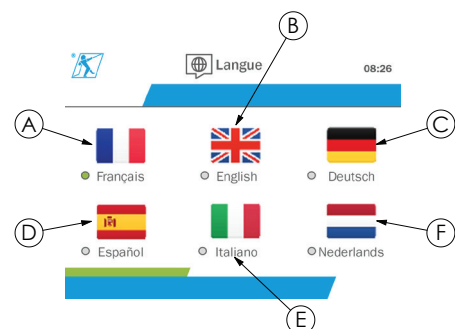 B
Langue
08:26
A
C
Français
English
Deutsch
D
F
Español
Italiano
Nederlands
E